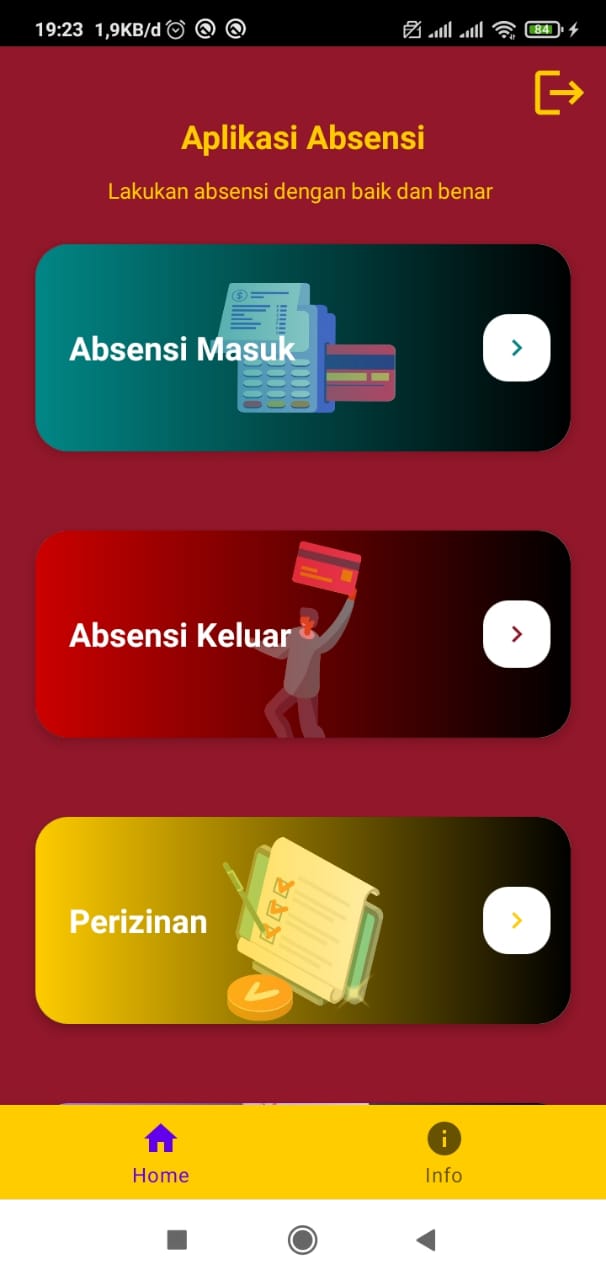 19:23 1,9KB/d
84
Aplikasi Absensi
Lakukan absensi dengan baik dan benar
Absensi Masuk
Absensi Keluar
Perizinan
Home
Info